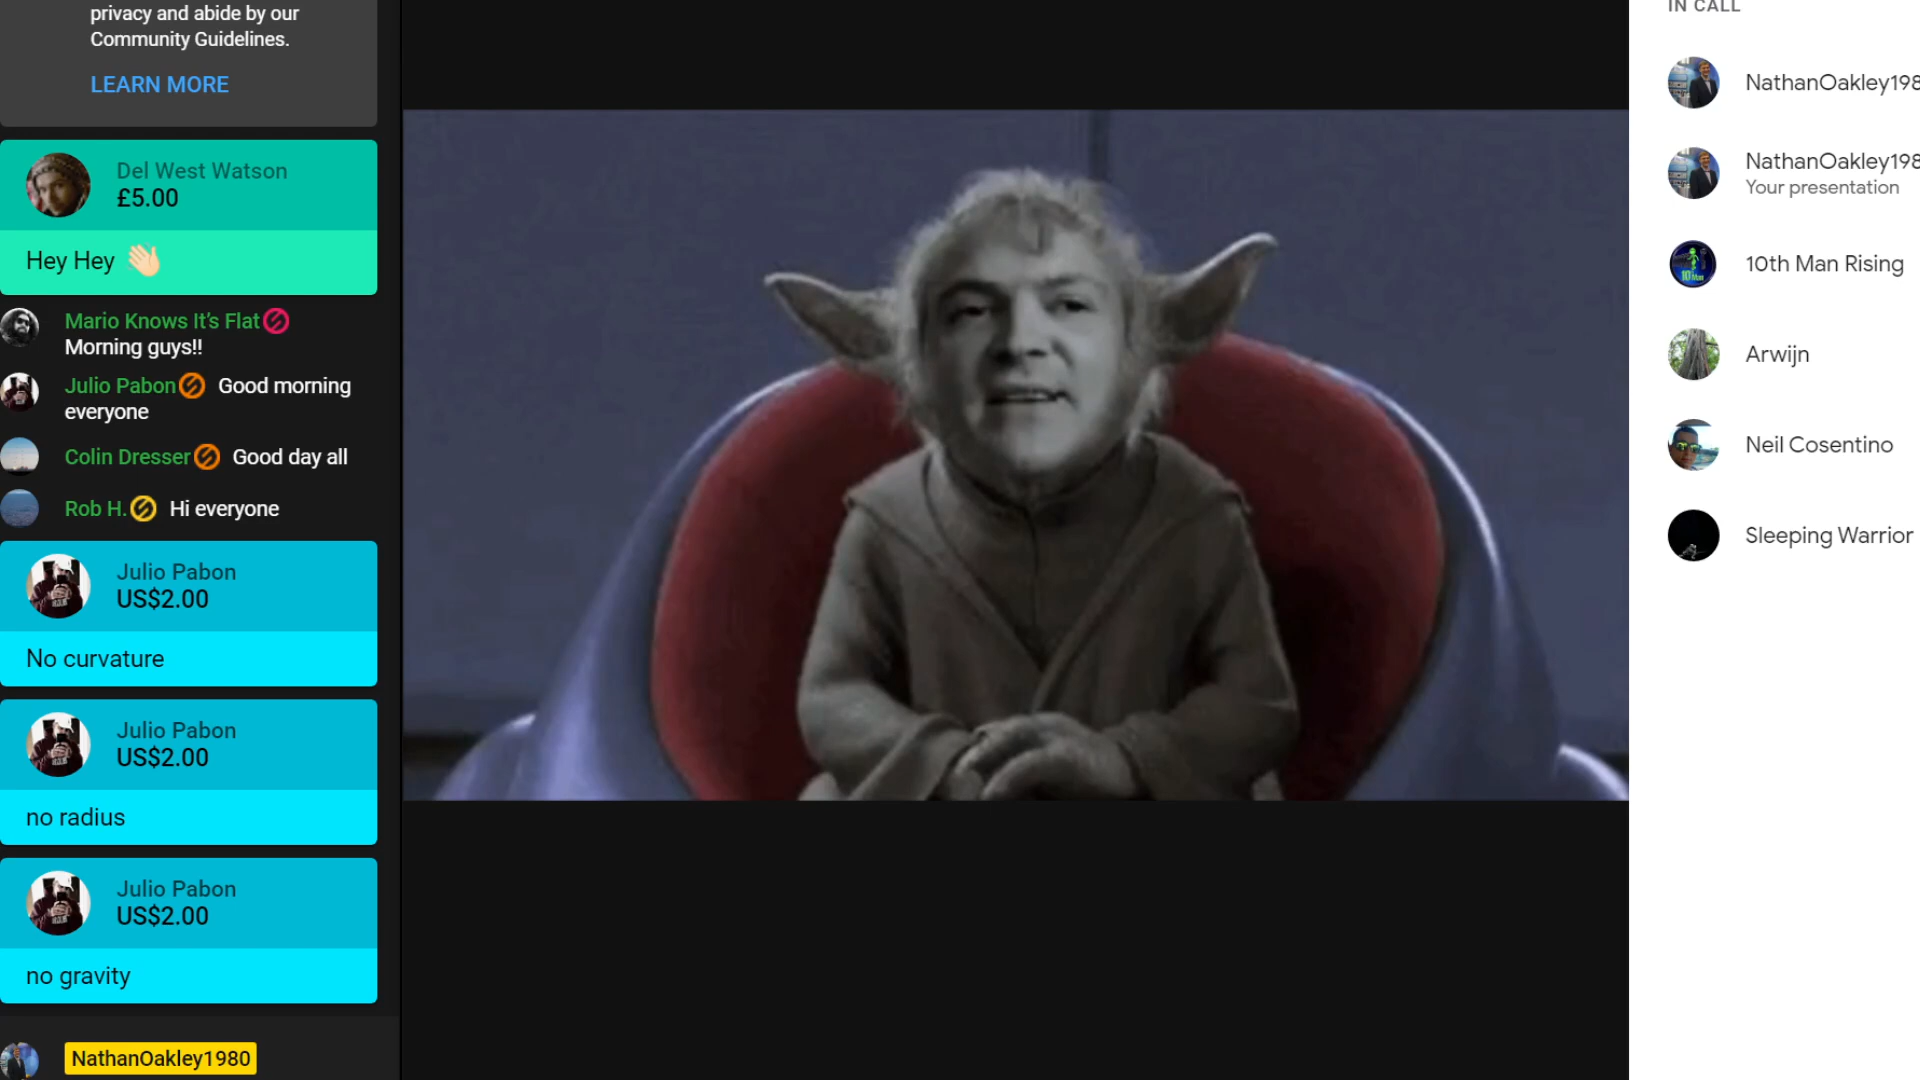 privacy and abide by our
Community Guidelines.
LEARN MORE
Del West Watson
£5.00
Hey Hey 👋🏻
Mario Knows It's Flat
Morning guys!!
Julio Pabon Good morning
everyone
Colin Dresser Good day all
Rob H. Hi everyone
Julio Pabon
US$2.00
No curvature
Julio Pabon
US$2.00
no radius
Julio Pabon
US$2.00
no gravity
NathanOakley1980
IN CALL
NathanOakley198
NathanOakley198
Your presentation
10th Man Rising
Arwijn
Neil Cosentino
Sleeping Warrior